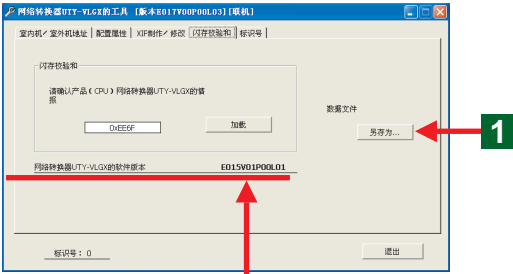 网络转换器UTY-VLGX的工具 [版本E017V00P00L03][联机]
室内机/室外机地址 配置属性 XIF制作/修改 闪存校验和 标识号
闪存校验和
请确认产品(CPU)网络转换器UTY-VLGX的情
报
0xEE6F 加载
数据文件
另存为...
1
网络转换器UTY-VLGX的软件版本 E015V01P00L01
标识号: 0 退出